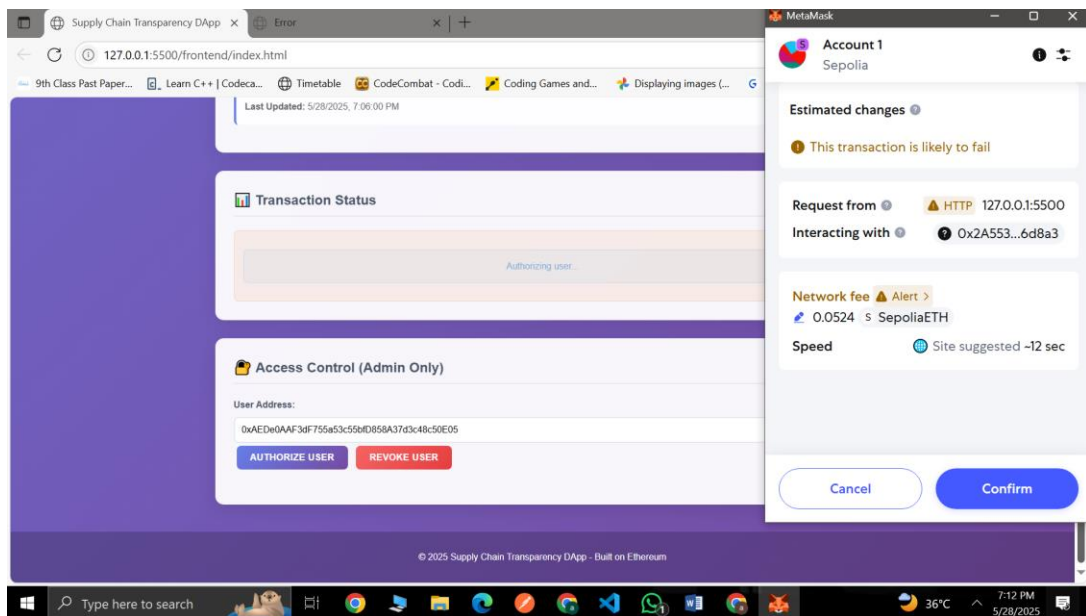 Supply Chain Transparency DApp
Error
MetaMask
127.0.0.1:5500/frontend/index.html
9th Class Past Paper...
Learn C++ | Codeca...
Timetable
CodeCombat - Codi...
Coding Games and...
Displaying images (...
Last Updated: 5/28/2025, 7:06:00 PM
Transaction Status
Authorizing user...
Access Control (Admin Only)
User Address:
0xAEDe0AAF3dF755a53c55bfD858A37d3c48c50E05
AUTHORIZE USER
REVOKE USER
© 2025 Supply Chain Transparency DApp - Built on Ethereum
S
Account 1
Sepolia
Estimated changes
This transaction is likely to fail
Request from
HTTP 127.0.0.1:5500
Interacting with
0x2A553...6d8a3
Network fee
Alert >
0.0524 S SepoliaETH
Speed
Site suggested ~12 sec
Cancel
Confirm
Type here to search
36°C
7:12 PM
5/28/2025